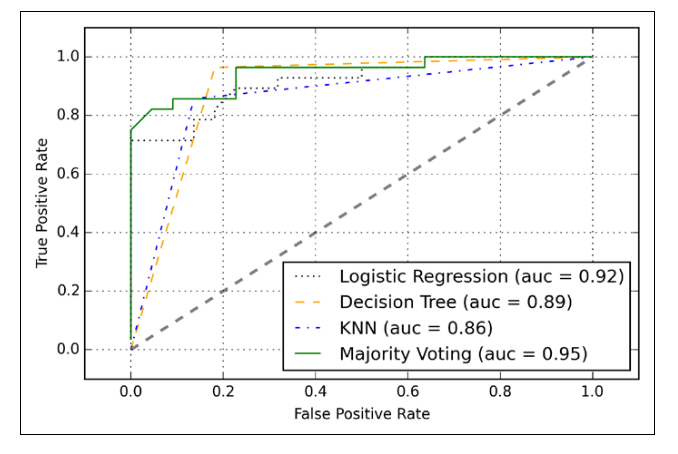 1.0
0.8
0.6
0.4
0.2
0.0
True Positive Rate
Logistic Regression (auc = 0.92)
Decision Tree (auc = 0.89)
KNN (auc = 0.86)
Majority Voting (auc = 0.95)
0.0 0.2 0.4 0.6 0.8 1.0
False Positive Rate